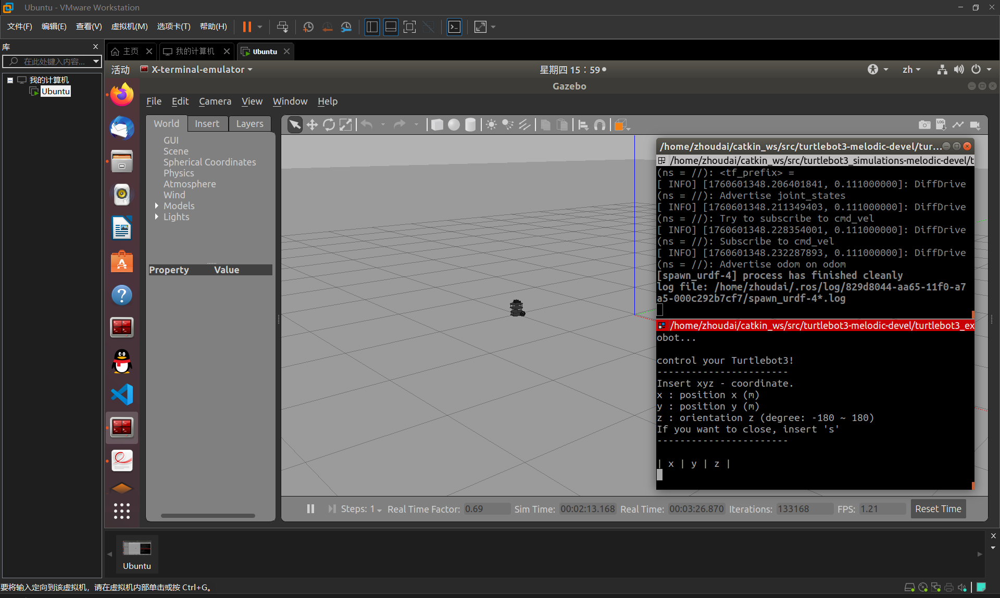 Ubuntu - VMware Workstation
文件(F) 编辑(E) 查看(V) 虚拟机(M) 选项卡(T) 帮助(H)
库
在此处键入内容...
我的计算机
Ubuntu
主页 我的计算机 Ubuntu
活动 X-terminal-emulator 星期四 15：59 zh
Gazebo
File Edit Camera View Window Help
World Insert Layers
GUI
Scene
Spherical Coordinates
Physics
Atmosphere
Wind
Models
Lights
Property Value
LOG
/home/zhoudai/catkin_ws/src/turtlebot3-melodic-devel/tur...
/home/zhoudai/catkin_ws/src/turtlebot3_simulations-melodic-devel/t
(ns = //): <tf_prefix> =
[ INFO] [1760601348.206401841, 0.111000000]: DiffDrive
(ns = //): Advertise joint_states
[ INFO] [1760601348.211349403, 0.111000000]: DiffDrive
(ns = //): Try to subscribe to cmd_vel
[ INFO] [1760601348.228354001, 0.111000000]: DiffDrive
(ns = //): Subscribe to cmd_vel
[ INFO] [1760601348.232287893, 0.111000000]: DiffDrive
(ns = //): Advertise odom on odom
[spawn_urdf-4] process has finished cleanly
log file: /home/zhoudai/.ros/log/829d8044-aa65-11f0-a7
a5-000c292b7cf7/spawn_urdf-4*.log
/home/zhoudai/catkin_ws/src/turtlebot3-melodic-devel/turtlebot3_ex
obot...
control your Turtlebot3!
-----------------------
Insert xyz - coordinate.
x : position x (m)
y : position y (m)
z : orientation z (degree: -180 ~ 180)
If you want to close, insert 's'
-----------------------
| x | y | z |
Steps: 1 Real Time Factor: 0.69 Sim Time: 00:02:13.168 Real Time: 00:03:26.870 Iterations: 133168 FPS: 1.21 Reset Time
Ubuntu
要将输入定向到该虚拟机，请在虚拟机内部单击或按 Ctrl+G。